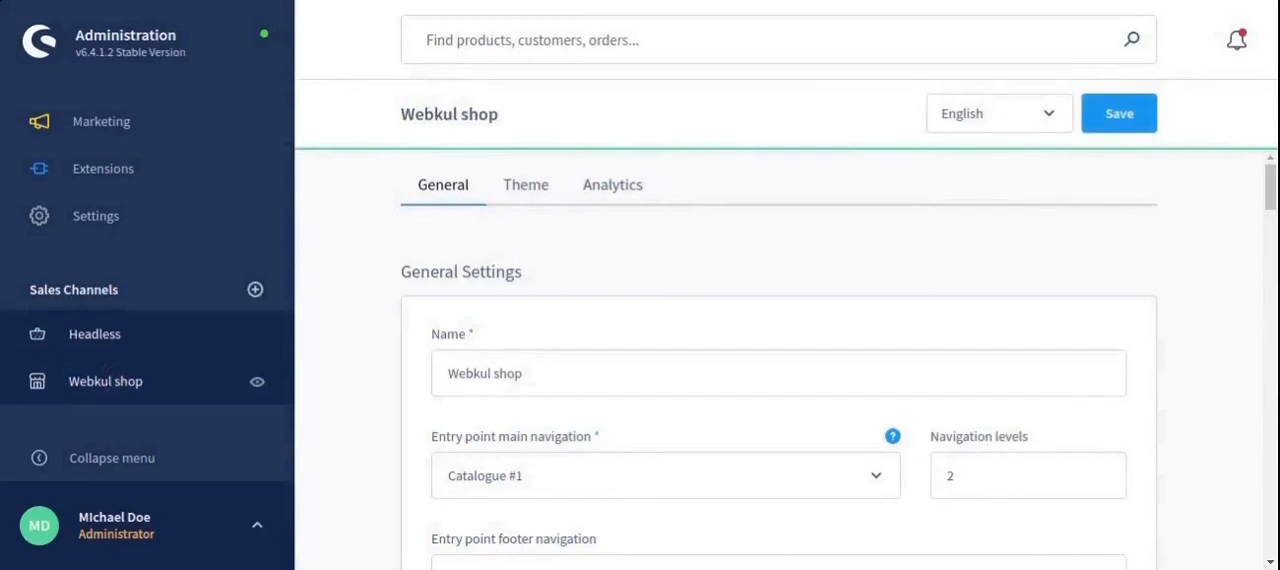 Administration
v6.4.1.2 Stable Version
Marketing
Extensions
Settings
Sales Channels
Headless
Webkul shop
Collapse menu
MD
MIchael Doe
Administrator
Find products, customers, orders...
Webkul shop
English
Save
General Theme Analytics
General Settings
Name *
Webkul shop
Entry point main navigation * ? Navigation levels
Catalogue #1 2
Entry point footer navigation